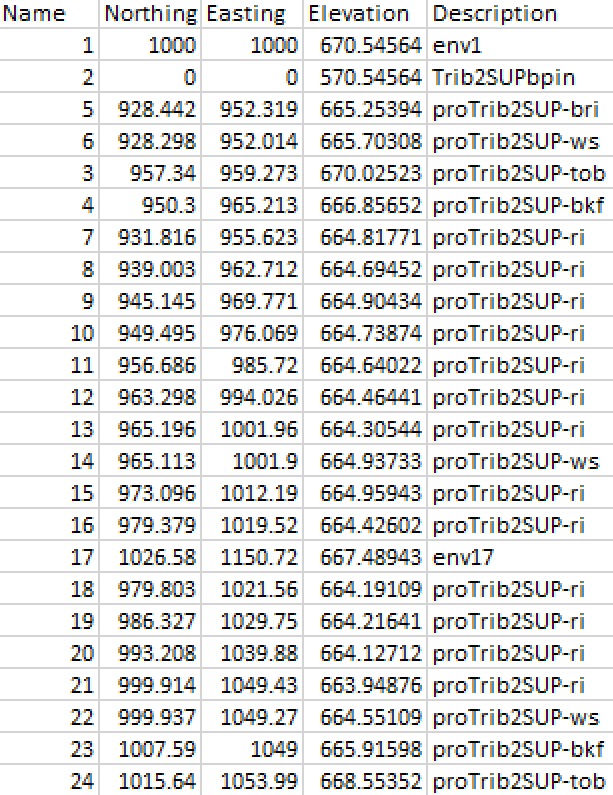 Name Northing Easting Elevation Description
1 1000 1000 670.54564 env1
2 0 0 570.54564 Trib2SUPbpin
5 928.442 952.319 665.25394 proTrib2SUP-bri
6 928.298 952.014 665.70308 proTrib2SUP-ws
3 957.34 959.273 670.02523 proTrib2SUP-tob
4 950.3 965.213 666.85652 proTrib2SUP-bkf
7 931.816 955.623 664.81771 proTrib2SUP-ri
8 939.003 962.712 664.69452 proTrib2SUP-ri
9 945.145 969.771 664.90434 proTrib2SUP-ri
10 949.495 976.069 664.73874 proTrib2SUP-ri
11 956.686 985.72 664.64022 proTrib2SUP-ri
12 963.298 994.026 664.46441 proTrib2SUP-ri
13 965.196 1001.96 664.30544 proTrib2SUP-ri
14 965.113 1001.9 664.93733 proTrib2SUP-ws
15 973.096 1012.19 664.95943 proTrib2SUP-ri
16 979.379 1019.52 664.42602 proTrib2SUP-ri
17 1026.58 1150.72 667.48943 env17
18 979.803 1021.56 664.19109 proTrib2SUP-ri
19 986.327 1029.75 664.21641 proTrib2SUP-ri
20 993.208 1039.88 664.12712 proTrib2SUP-ri
21 999.914 1049.43 663.94876 proTrib2SUP-ri
22 999.937 1049.27 664.55109 proTrib2SUP-ws
23 1007.59 1049 665.91598 proTrib2SUP-bkf
24 1015.64 1053.99 668.55352 proTrib2SUP-tob